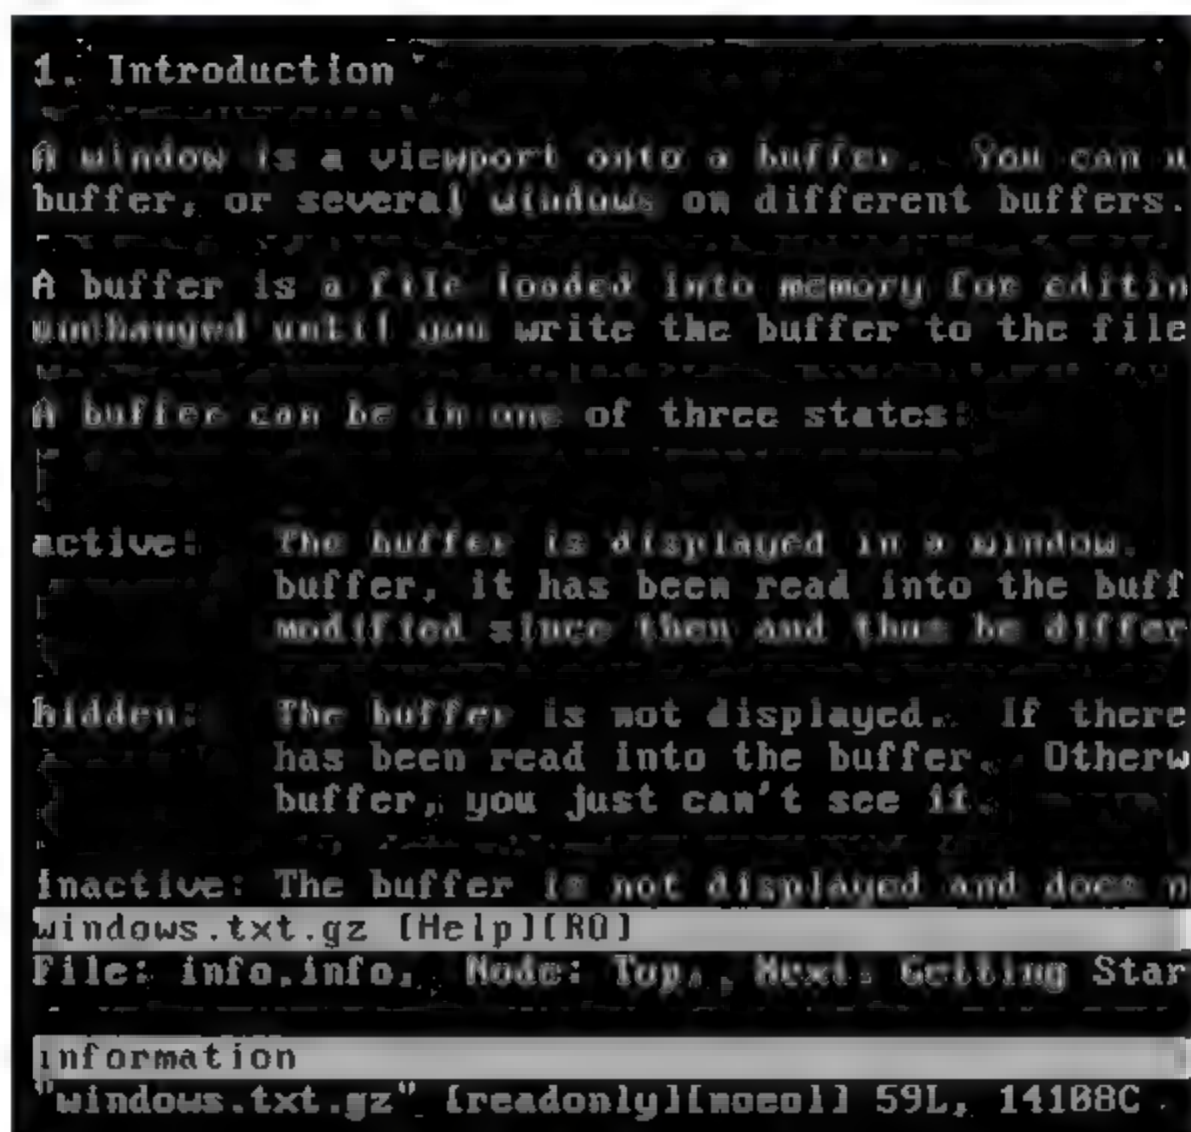 1. Introduction
A window is a viewport onto a buffer. You can u
buffer, or several windows on different buffers.
A buffer is a file loaded into memory for editin
unchanged until you write the buffer to the file
A buffer can be in one of three states:
active: The buffer is displayed in a window.
buffer, it has been read into the buff
modified since then and thus be differ
hidden: The buffer is not displayed. If there
has been read into the buffer. Otherw
buffer, you just can't see it.
inactive: The buffer is not displayed and does n
windows.txt.gz [Help][RO]
File: info.info, Node: Top, Next: Getting Star
information
"windows.txt.gz" [readonly][noeol] 59L, 14108C